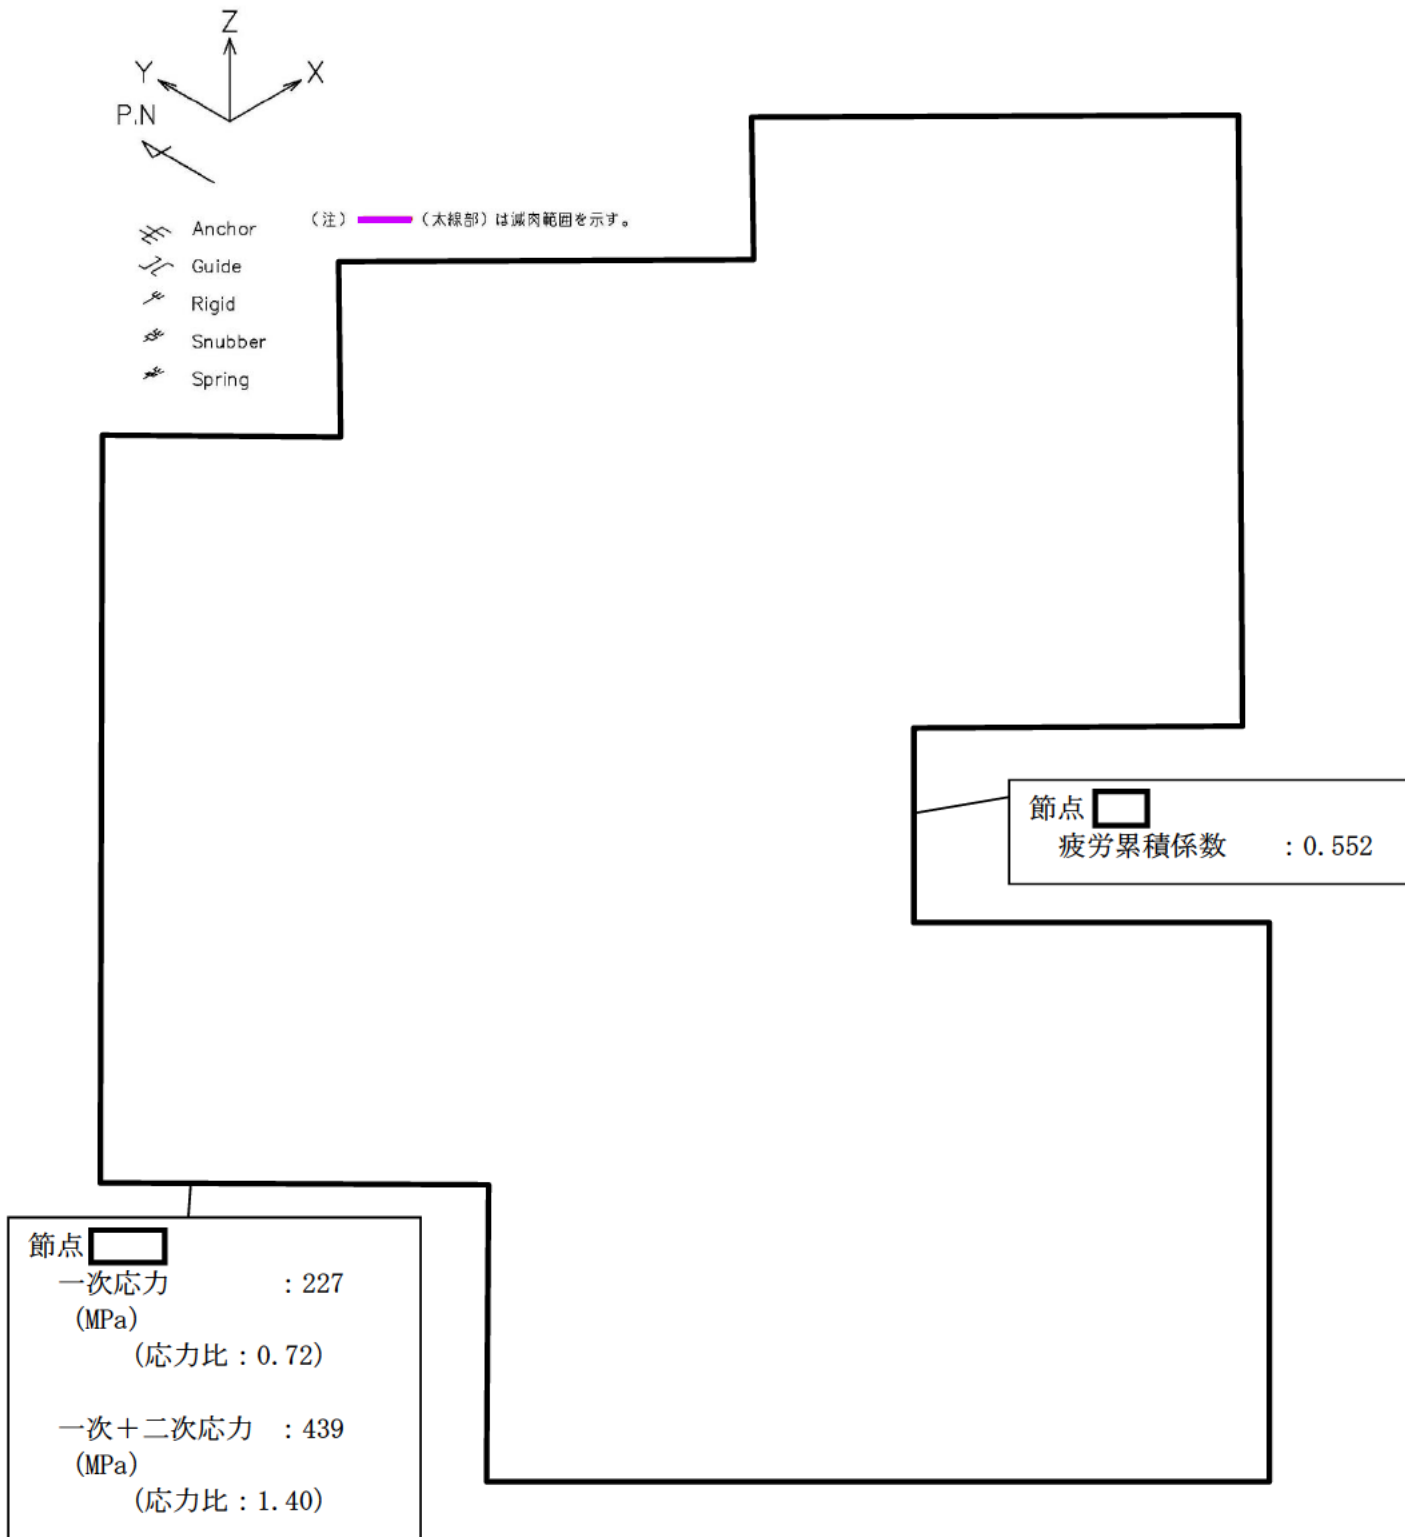 Z
Y
X
P.N
Anchor
Guide
Rigid
Snubber
Spring
（注） （太線部）は減肉範囲を示す。
節点
疲労累積係数 ：0.552
節点
一次応力 ：227
(MPa)
(応力比：0.72)
一次＋二次応力 ：439
(MPa)
(応力比：1.40)